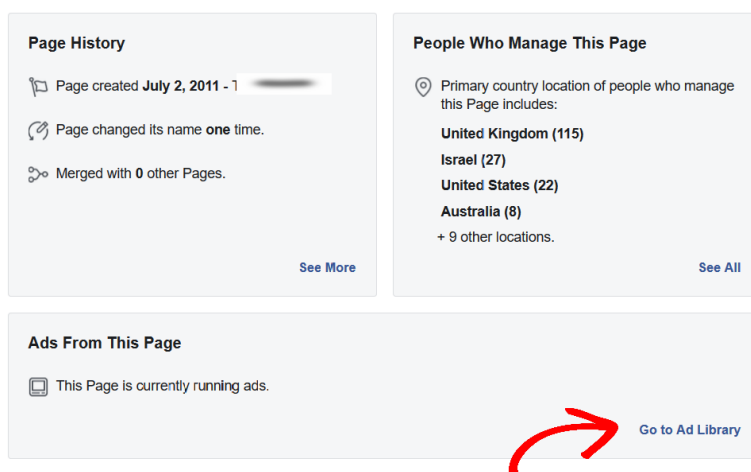 Page History
Page created July 2, 2011 -
Page changed its name one time.
Merged with 0 other Pages.
See More
People Who Manage This Page
Primary country location of people who manage
this Page includes:
United Kingdom (115)
Israel (27)
United States (22)
Australia (8)
+ 9 other locations.
See All
Ads From This Page
This Page is currently running ads.
Go to Ad Library